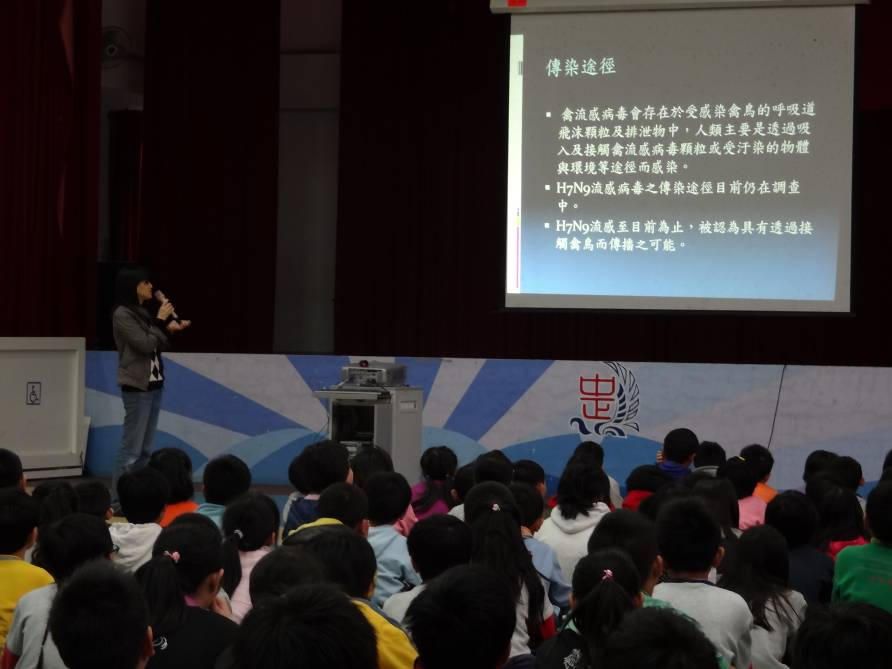 傳染途徑
▪ 禽流感病毒會存在於受感染禽鳥的呼吸道
飛沫顆粒及排泄物中，人類主要是透過吸
入及接觸禽流感病毒顆粒或受汙染的物體
與環境等途徑而感染。
▪ H7N9流感病毒之傳染途徑目前仍在調查
中。
▪ H7N9流感至目前為止，被認為具有透過接
觸禽鳥而傳播之可能。